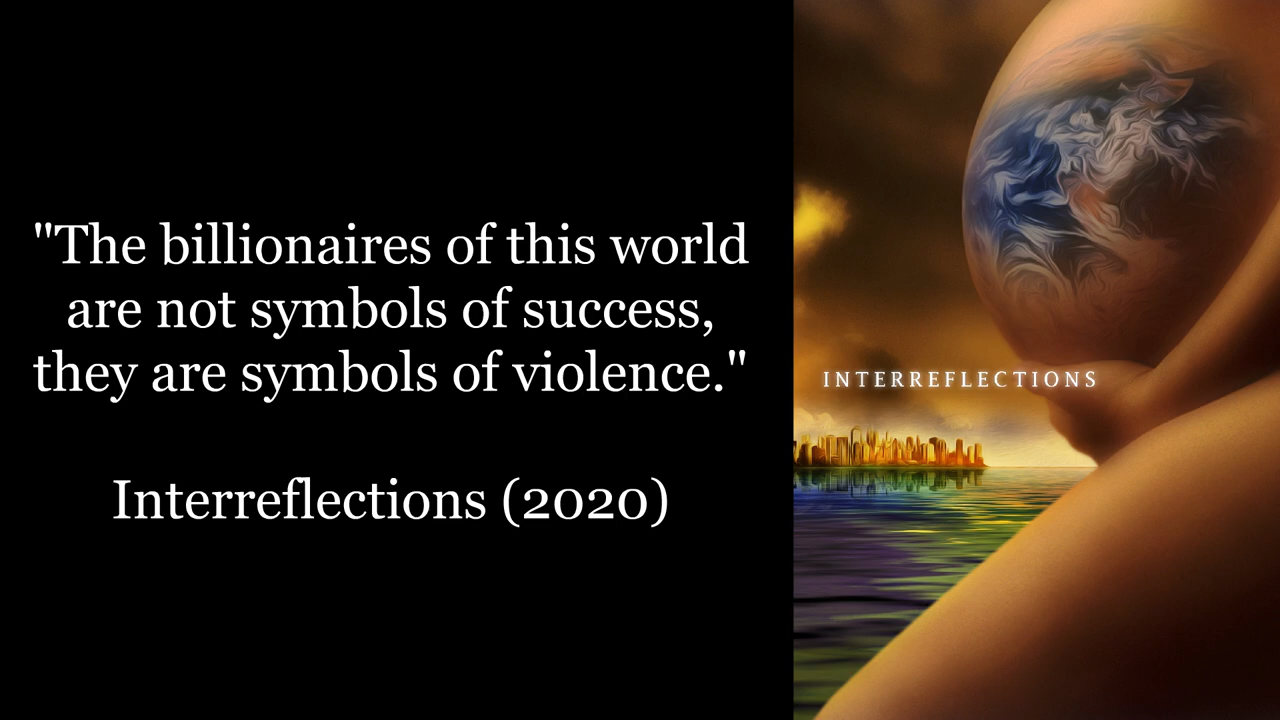 "The billionaires of this world
are not symbols of success,
they are symbols of violence."
Interreflections (2020)
INTERREFLECTIONS